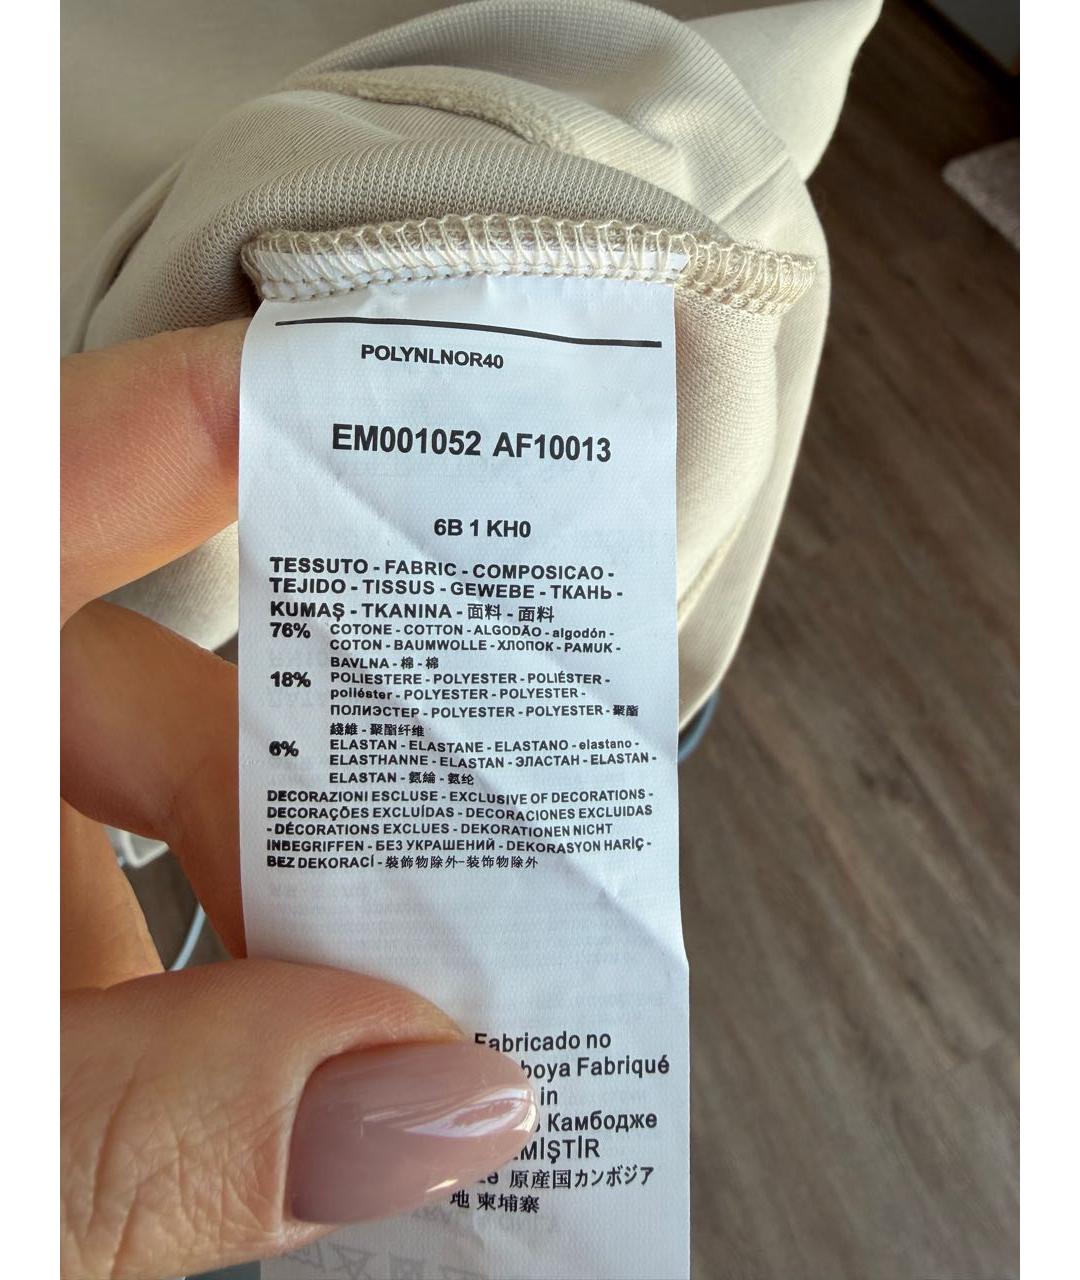 POLYNLNOR40
EM001052 AF10013
6B 1 KH0
TESSUTO - FABRIC - COMPOSICAO -
TEJIDO - TISSUS - GEWEBE - ТКАНЬ -
KUMAŞ - TKANINA - 面料 - 面料
76% COTONE - COTTON - ALGODÃO - algodón -
COTON - BAUMWOLLE - ХЛОПОК - PAMUK -
BAVLNA - 棉 - 棉
18% POLIESTERE - POLYESTER - POLIÉSTER -
poliéster - POLYESTER - POLYESTER -
ПОЛИЭСТЕР - POLYESTER - POLYESTER - 聚酯
錢維 - 聚酯纤维
6% ELASTAN - ELASTANE - ELASTANO - elastano -
ELASTHANNE - ELASTAN - ЭЛАСТАН - ELASTAN -
ELASTAN - 氨綸 - 氨纶
DECORAZIONI ESCLUSE - EXCLUSIVE OF DECORATIONS -
DECORAÇÕES EXCLUÍDAS - DECORACIONES EXCLUIDAS
- DÉCORATIONS EXCLUES - DEKORATIONEN NICHT
INBEGRIFFEN - БЕЗ УКРАШЕНИЙ - DEKORASYON HARİÇ -
BEZ DEKORACÍ - 裝飾物除外-装饰物除外
Fabricado no
boya Fabriqué
in
Камбодже
MİŞTİR
原産国カンボジア
地 柬埔寨